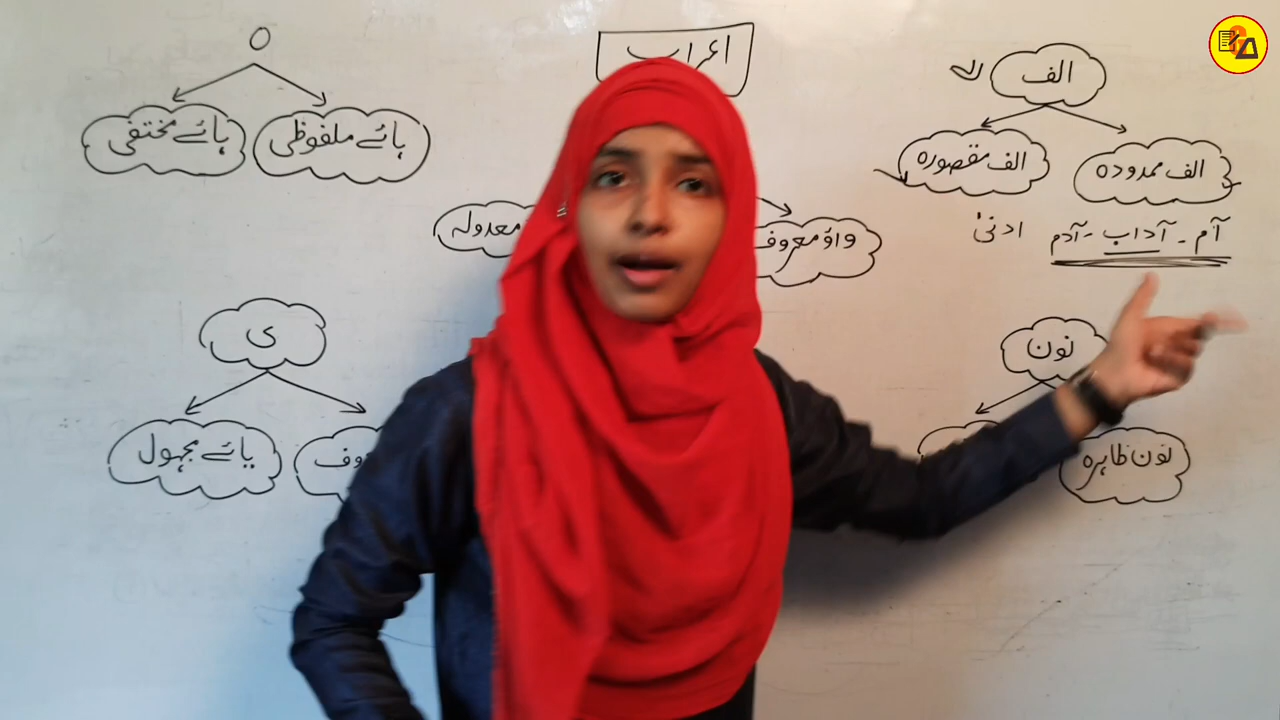 اعراب
الف
الف ممدودہ
الف مقصورہ
آم ۔ آداب ۔ آدم
ادنیٰ
ہ
ہائے ملفوظی
ہائے مختفی
واؤ معروف
معدولہ
نون
نون ظاہرہ
ی
یائے مجہول